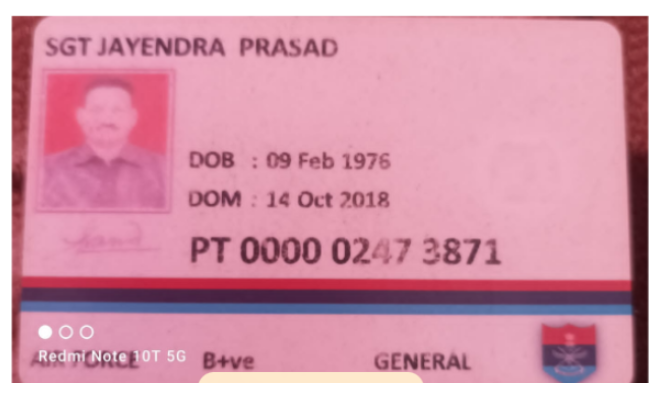 SGT JAYENDRA PRASAD
DOB : 09 Feb 1976
DOM : 14 Oct 2018
PT 0000 0247 3871
Redmi Note 10T 5G
AIR FORCE B+ve GENERAL